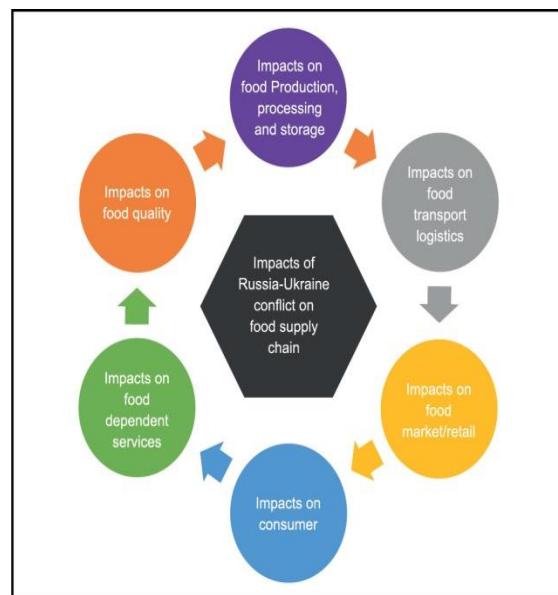 Impacts on
food Production,
processing
and storage
Impacts on
food
transport
logistics
Impacts on
food
market/retail
Impacts on
consumer
Impacts on
food
dependent
services
Impacts on
food quality
Impacts of
Russia-Ukraine
conflict on
food supply
chain